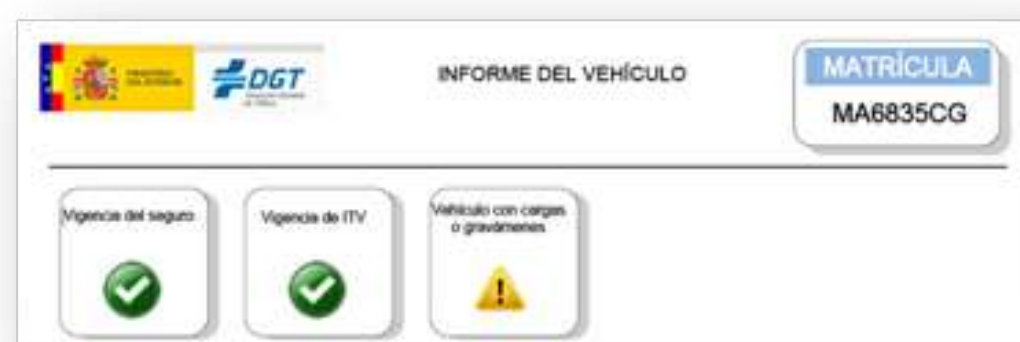 DGT
INFORME DEL VEHÍCULO
MATRÍCULA
MA6835CG
Vigencia del seguro
Vigencia de ITV
Vehículo con cargas
o gravámenes